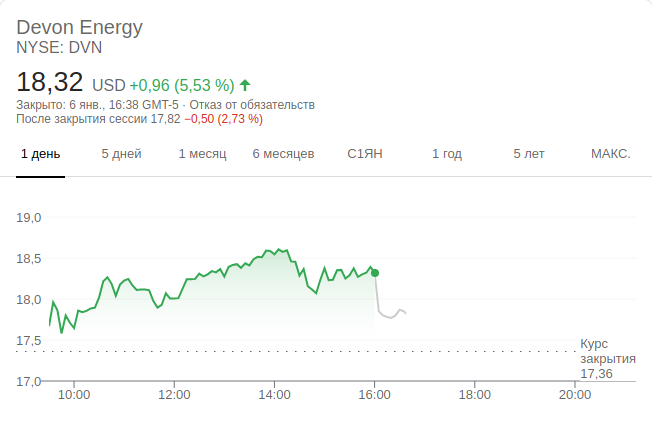 Devon Energy
NYSE: DVN
18,32 USD +0,96 (5,53 %)
Закрыто: 6 янв., 16:38 GMT-5 · Отказ от обязательств
После закрытия сессии 17,82 −0,50 (2,73 %)
1 день 5 дней 1 месяц 6 месяцев С1ЯН 1 год 5 лет МАКС.
19,0
18,5
18,0
17,5
Курс
закрытия
17,36
17,0
10:00 12:00 14:00 16:00 18:00 20:00